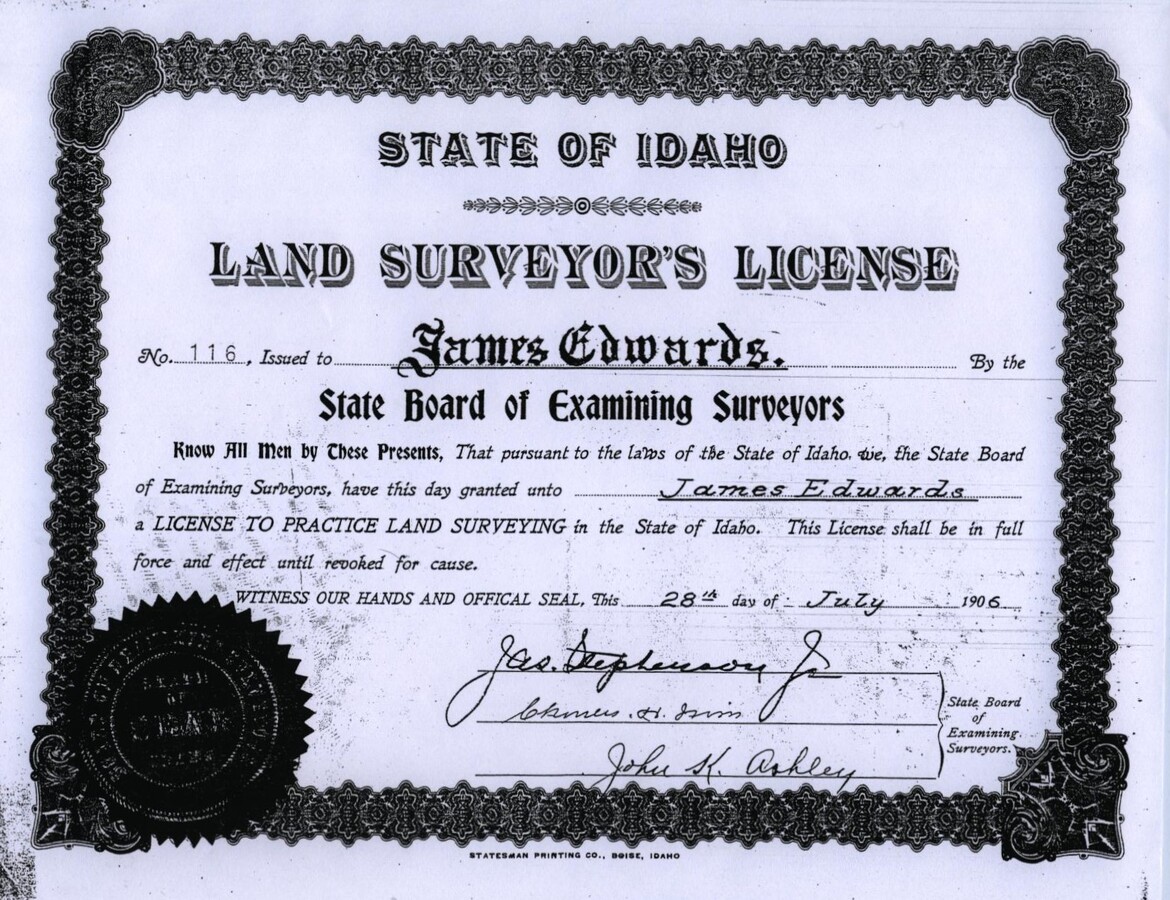 STATE OF IDAHO
LAND SURVEYOR'S LICENSE
No. 116, Issued to James Edwards. By the
State Board of Examining Surveyors
Know All Men by These Presents, That pursuant to the laws of the State of Idaho. we, the State Board
of Examining Surveyors, have this day granted unto James Edwards
a LICENSE TO PRACTICE LAND SURVEYING in the State of Idaho. This License shall be in full
force and effect until revoked for cause.
WITNESS OUR HANDS AND OFFICAL SEAL, This 28th day of July 1906
Jas. Stephenson Jr
John K. Ashley
State Board
of
Examining
Surveyors.
STATESMAN PRINTING CO., BOISE, IDAHO